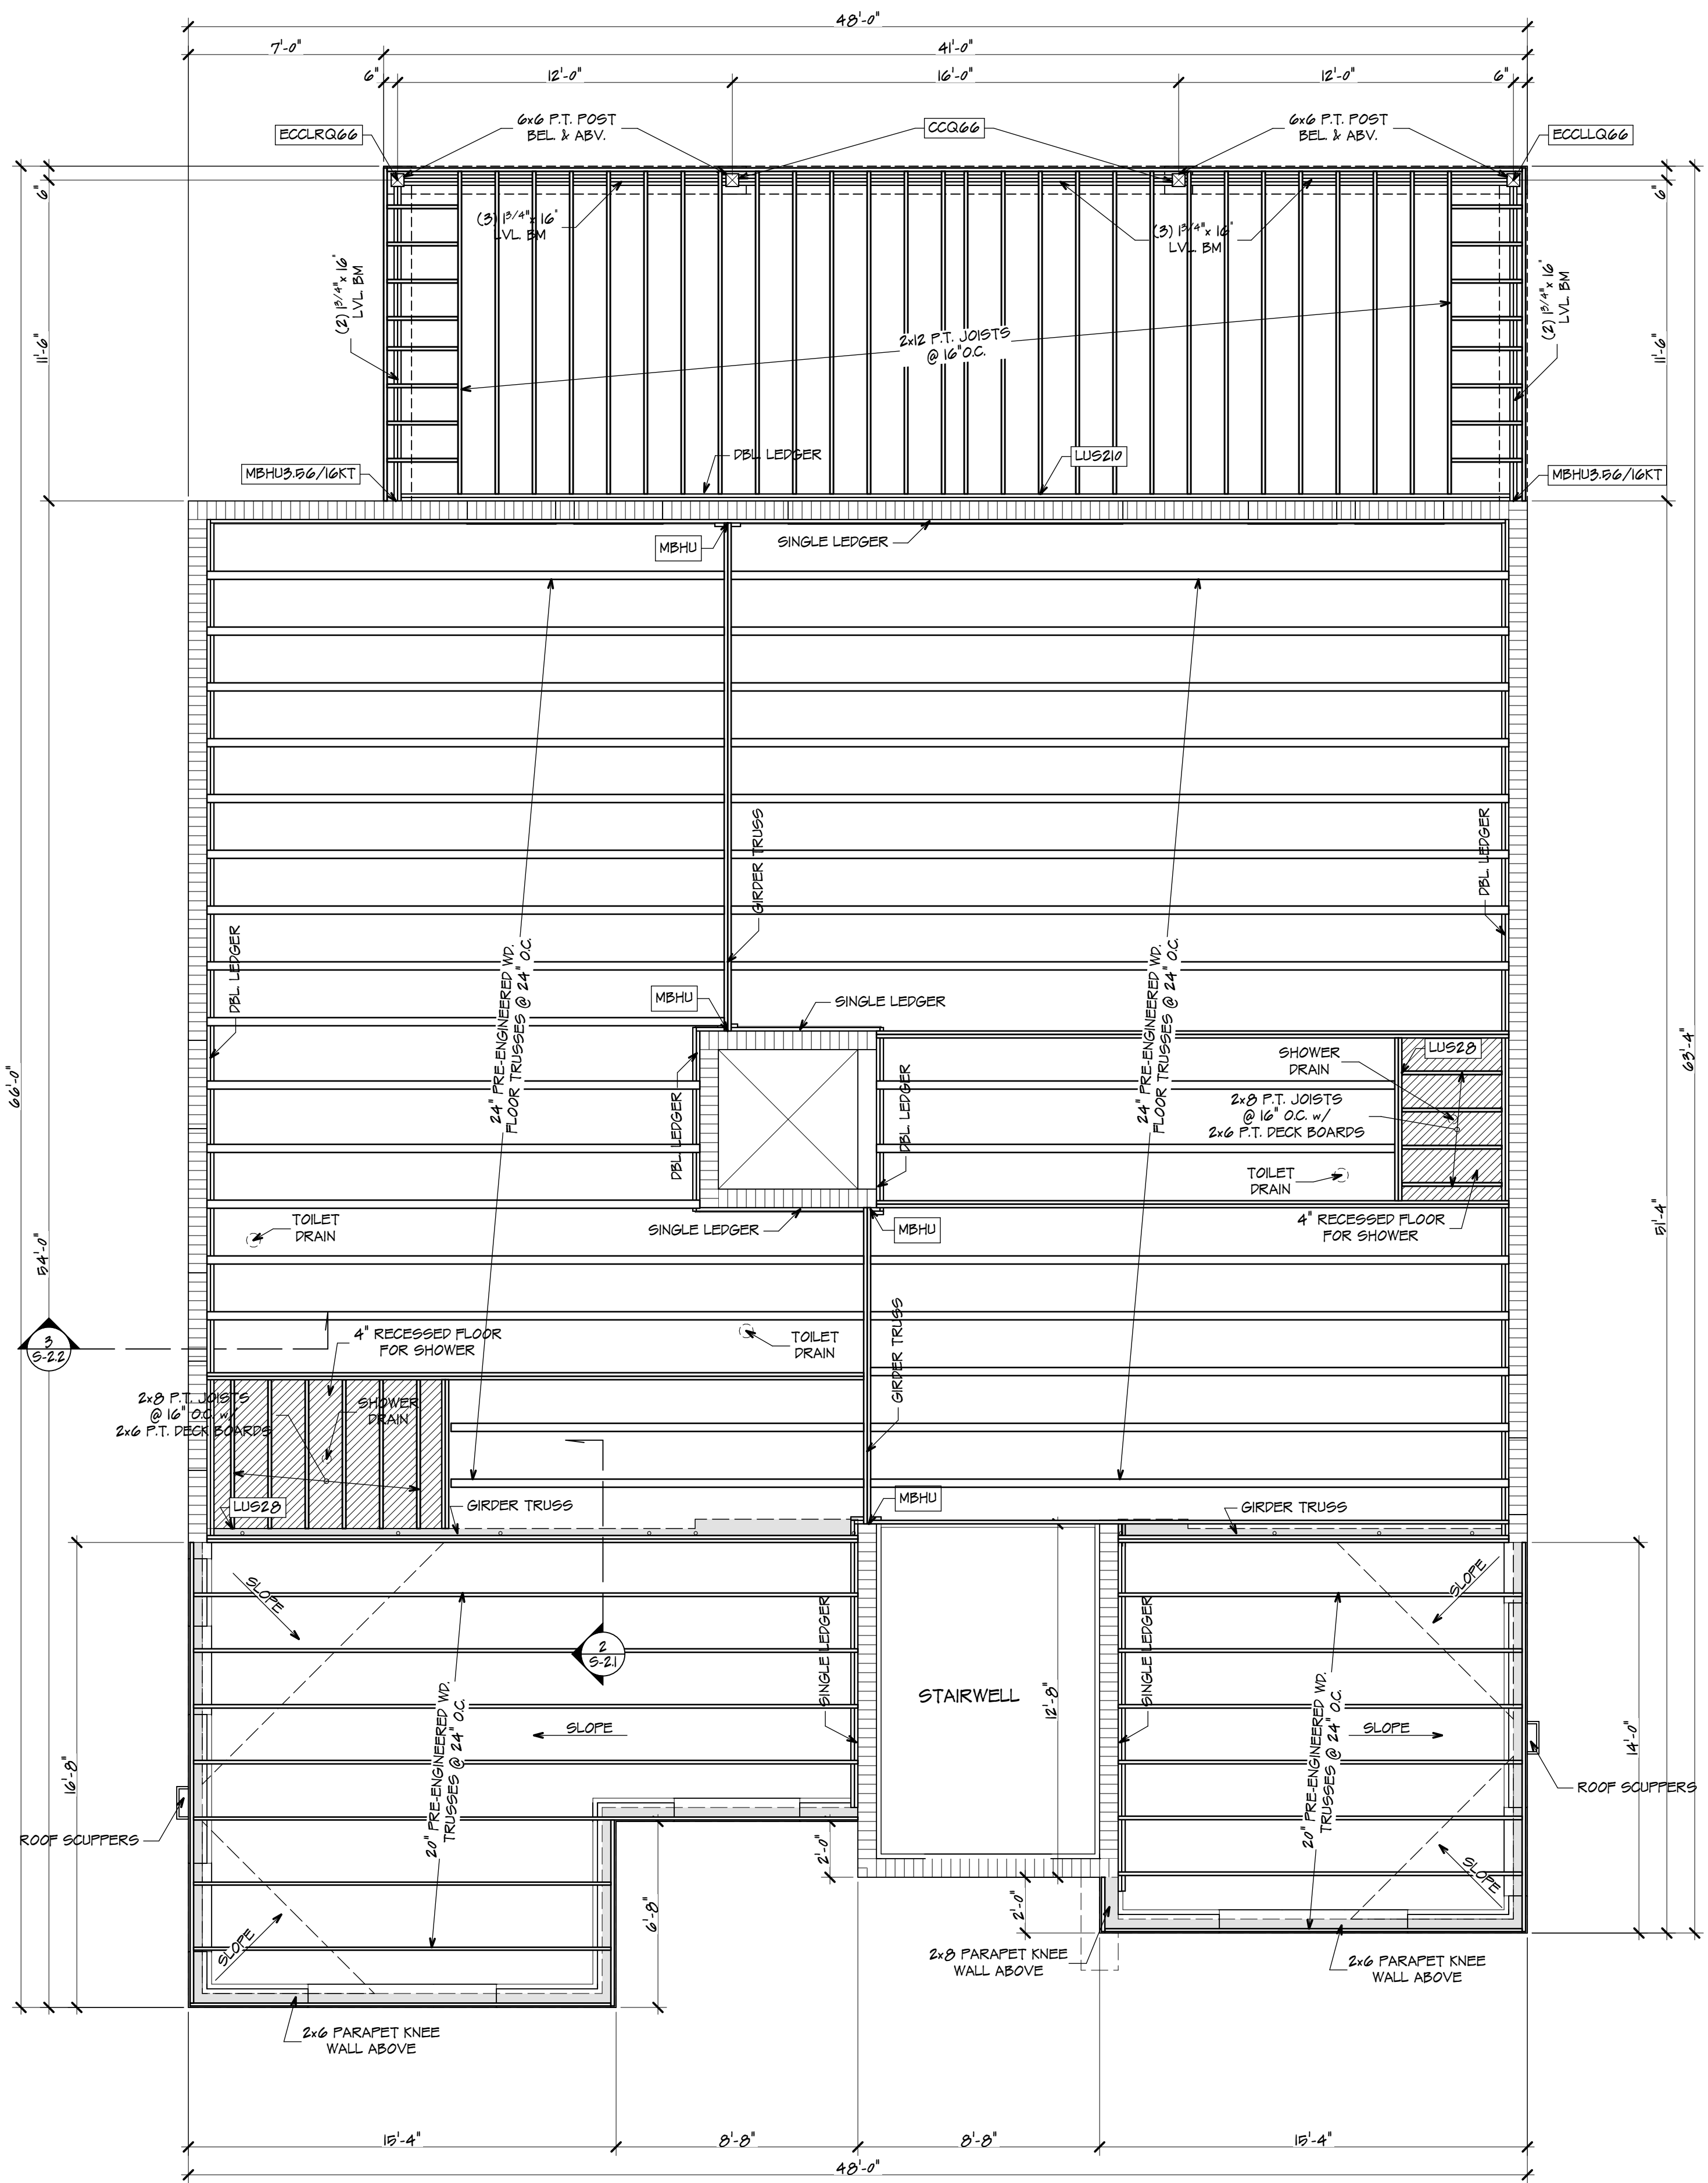 48'-0"
7'-0"
41'-0"
6"
12'-0"
16'-0"
12'-0"
6"
ECCLRQ66
6x6 P.T. POST
BEL. & ABV.
CCQ66
6x6 P.T. POST
BEL. & ABV.
ECCLLQ66
6"
6"
(3) 1 3/4" x 16"
LVL. BM
(3) 1 3/4" x 16"
LVL. BM
(2) 1 3/4" x 16"
LVL. BM
(2) 1 3/4" x 16"
LVL. BM
11'-6"
11'-6"
2x12 P.T. JOISTS
@ 16" O.C.
MBHU3.56/16KT
DBL. LEDGER
LUS210
MBHU3.56/16KT
MBHU
SINGLE LEDGER
GIRDER TRUSS
DBL. LEDGER
DBL. LEDGER
24" PRE-ENGINEERED WD.
FLOOR TRUSSES @ 24" O.C.
24" PRE-ENGINEERED WD.
FLOOR TRUSSES @ 24" O.C.
MBHU
SINGLE LEDGER
66'-0"
63'-4"
DBL. LEDGER
DBL. LEDGER
SHOWER
DRAIN
LUS28
2x8 P.T. JOISTS
@ 16" O.C. w/
2x6 P.T. DECK BOARDS
TOILET
DRAIN
4" RECESSED FLOOR
FOR SHOWER
54'-0"
51'-4"
TOILET
DRAIN
SINGLE LEDGER
MBHU
3
S-2.2
4" RECESSED FLOOR
FOR SHOWER
TOILET
DRAIN
GIRDER TRUSS
2x8 P.T. JOISTS
@ 16" O.C. w/
2x6 P.T. DECK BOARDS
SHOWER
DRAIN
LUS28
GIRDER TRUSS
MBHU
GIRDER TRUSS
SLOPE
SLOPE
2
S-2.1
SINGLE LEDGER
SINGLE LEDGER
STAIRWELL
12'-8"
SLOPE
SLOPE
20" PRE-ENGINEERED WD.
TRUSSES @ 24" O.C.
20" PRE-ENGINEERED WD.
TRUSSES @ 24" O.C.
16'-8"
14'-0"
ROOF SCUPPERS
ROOF SCUPPERS
2'-0"
6'-8"
2'-0"
SLOPE
SLOPE
2x8 PARAPET KNEE
WALL ABOVE
2x6 PARAPET KNEE
WALL ABOVE
2x6 PARAPET KNEE
WALL ABOVE
15'-4"
8'-8"
8'-8"
15'-4"
48'-0"